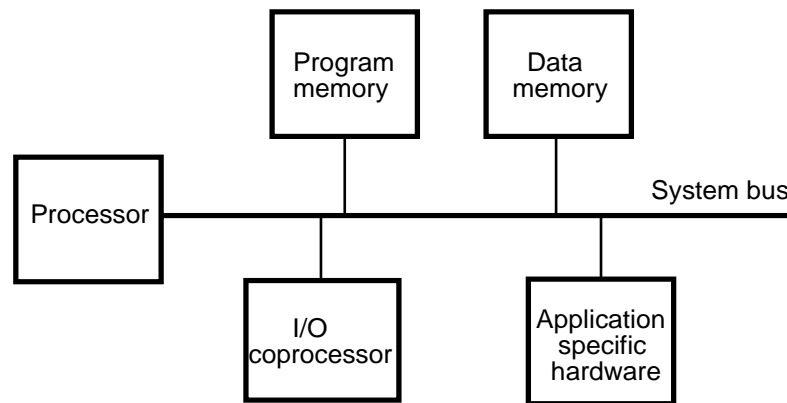 Program
memory
Data
memory
System bus
Processor
I/O
coprocessor
Application
specific
hardware